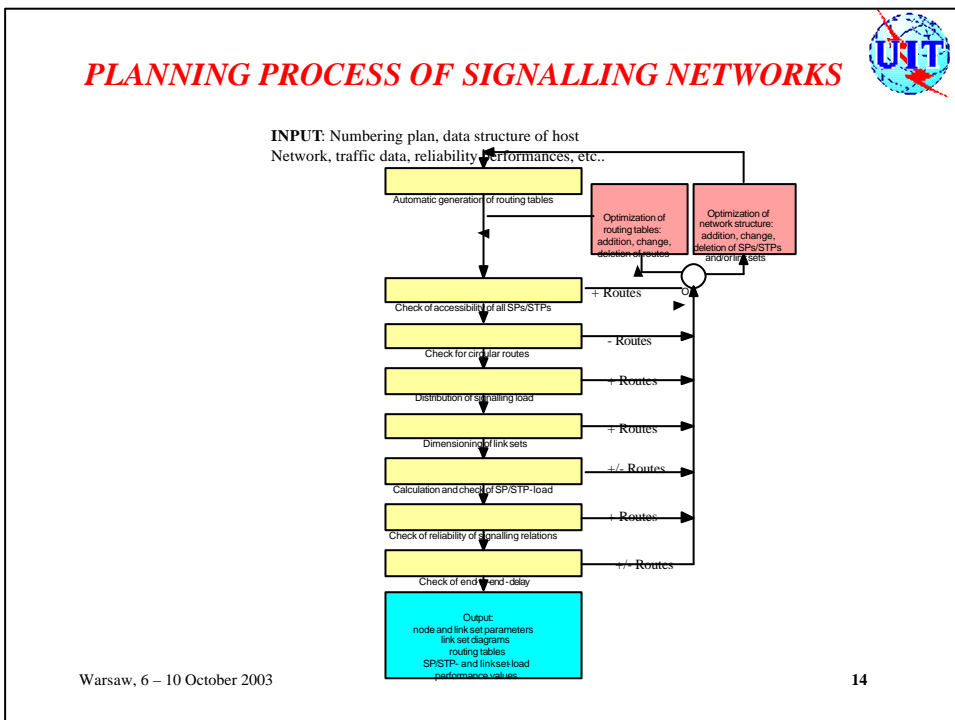 UIT
PLANNING PROCESS OF SIGNALLING NETWORKS
INPUT: Numbering plan, data structure of host
Network, traffic data, reliability performances, etc..
Automatic generation of routing tables
Optimization of
routing tables:
addition, change,
deletion of routes
Optimization of
network structure:
addition, change,
deletion of SPs/STPs
and/or link sets
+ Routes
O
Check of accessibility of all SPs/STPs
- Routes
Check for circular routes
+ Routes
Distribution of signalling load
+ Routes
Dimensioning of link sets
+/- Routes
Calculation and check of SP/STP-load
+ Routes
Check of reliability of signalling relations
+/- Routes
Check of end-to-end-delay
Output:
node and link set parameters
link set diagrams
routing tables
SP/STP- and linkset-load
performance values
Warsaw, 6 – 10 October 2003
14